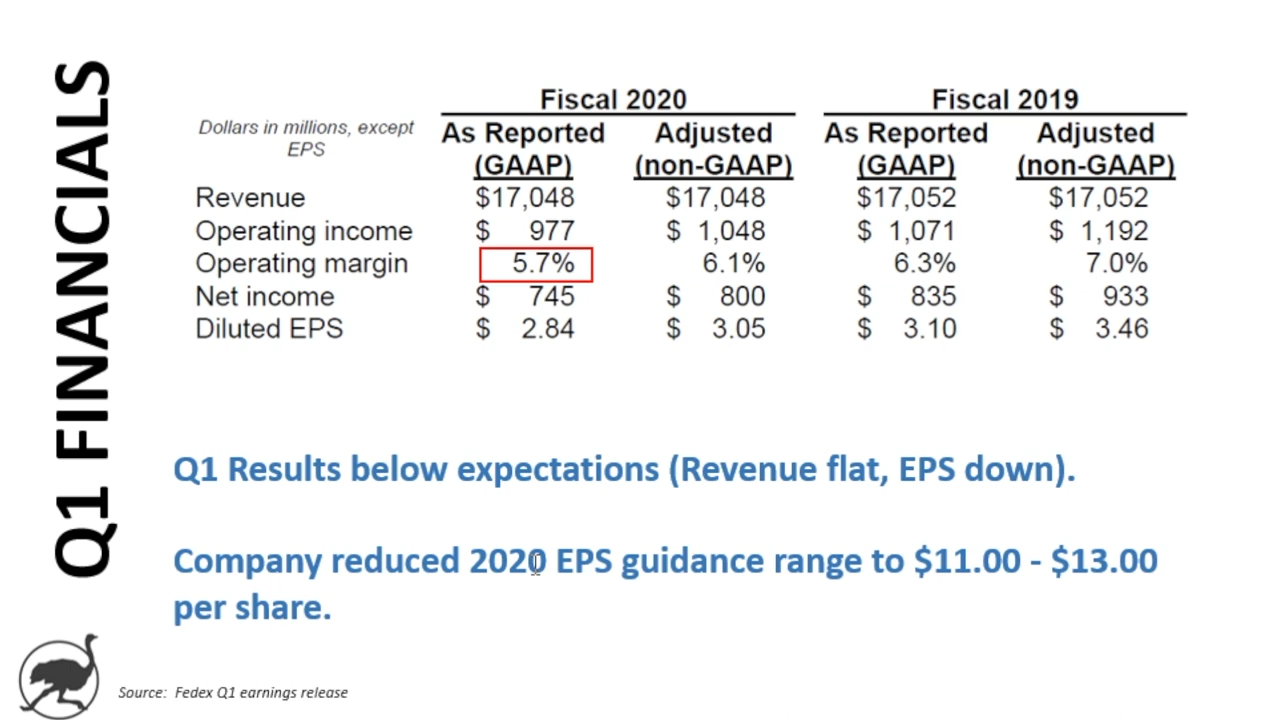 Q1 FINANCIALS
Fiscal 2020 Fiscal 2019
Dollars in millions, except
EPS
As Reported Adjusted As Reported Adjusted
(GAAP) (non-GAAP) (GAAP) (non-GAAP)
Revenue $17,048 $17,048 $17,052 $17,052
Operating income $ 977 $ 1,048 $ 1,071 $ 1,192
Operating margin 5.7% 6.1% 6.3% 7.0%
Net income $ 745 $ 800 $ 835 $ 933
Diluted EPS $ 2.84 $ 3.05 $ 3.10 $ 3.46
Q1 Results below expectations (Revenue flat, EPS down).
Company reduced 2020 EPS guidance range to $11.00 - $13.00
per share.
Source: Fedex Q1 earnings release